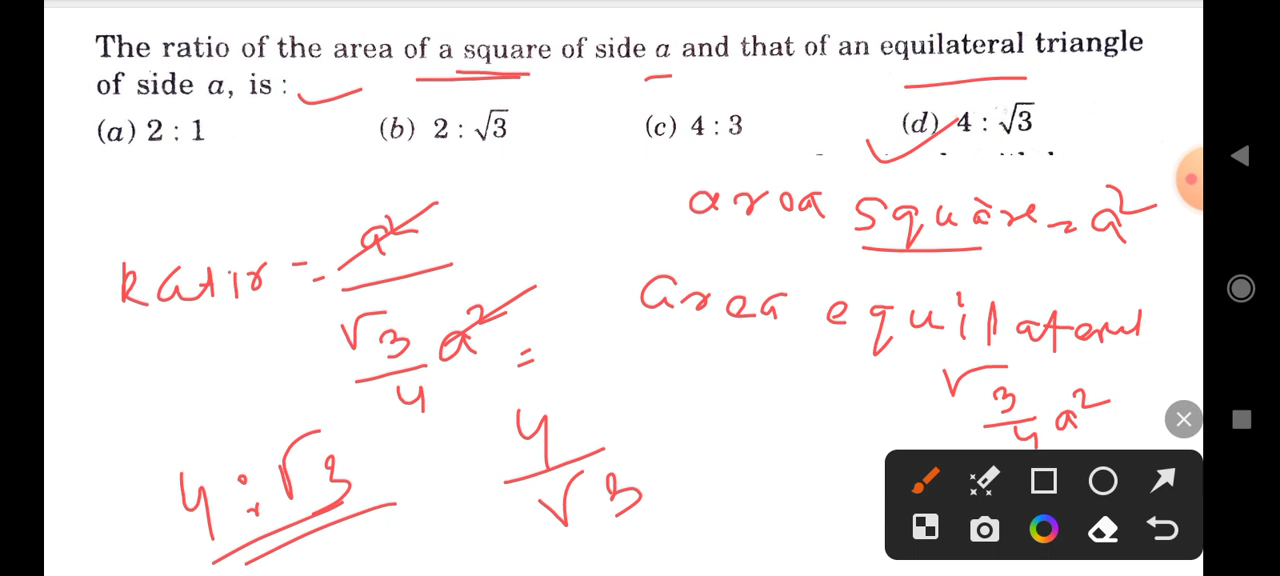 The ratio of the area of a square of side a and that of an equilateral triangle
of side a, is :
(a) 2 : 1 (b) 2 : √3 (c) 4 : 3 (d) 4 : √3
area square = a²
Ratio = a² / (√3/4 a²) =
area equilateral
√3/4 a²
4/√3
4 : √3